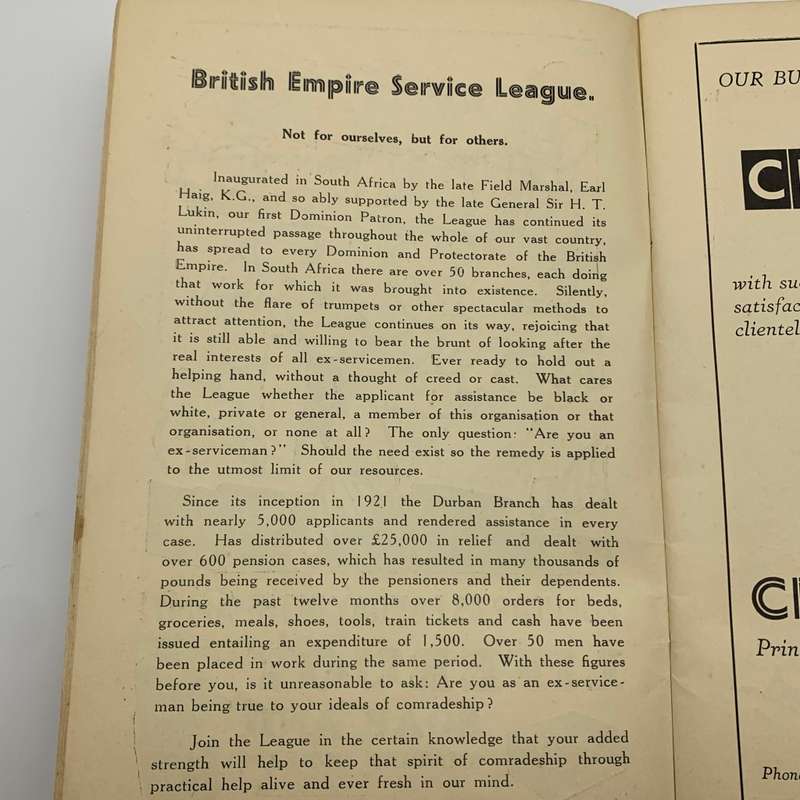 British Empire Service League.
Not for ourselves, but for others.
Inaugurated in South Africa by the late Field Marshal, Earl
Haig, K.G., and so ably supported by the late General Sir H. T.
Lukin, our first Dominion Patron, the League has continued its
uninterrupted passage throughout the whole of our vast country,
has spread to every Dominion and Protectorate of the British
Empire. In South Africa there are over 50 branches, each doing
that work for which it was brought into existence. Silently,
without the flare of trumpets or other spectacular methods to
attract attention, the League continues on its way, rejoicing that
it is still able and willing to bear the brunt of looking after the
real interests of all ex-servicemen. Ever ready to hold out a
helping hand, without a thought of creed or cast. What cares
the League whether the applicant for assistance be black or
white, private or general, a member of this organisation or that
organisation, or none at all? The only question: "Are you an
ex-serviceman?" Should the need exist so the remedy is applied
to the utmost limit of our resources.
Since its inception in 1921 the Durban Branch has dealt
with nearly 5,000 applicants and rendered assistance in every
case. Has distributed over £25,000 in relief and dealt with
over 600 pension cases, which has resulted in many thousands of
pounds being received by the pensioners and their dependents.
During the past twelve months over 8,000 orders for beds,
groceries, meals, shoes, tools, train tickets and cash have been
issued entailing an expenditure of 1,500. Over 50 men have
been placed in work during the same period. With these figures
before you, is it unreasonable to ask: Are you as an ex-service-
man being true to your ideals of comradeship?
Join the League in the certain knowledge that your added
strength will help to keep that spirit of comradeship through
practical help alive and ever fresh in our mind.
OUR BU
C
with su
satisfac
clientel
C
Prin
Phon